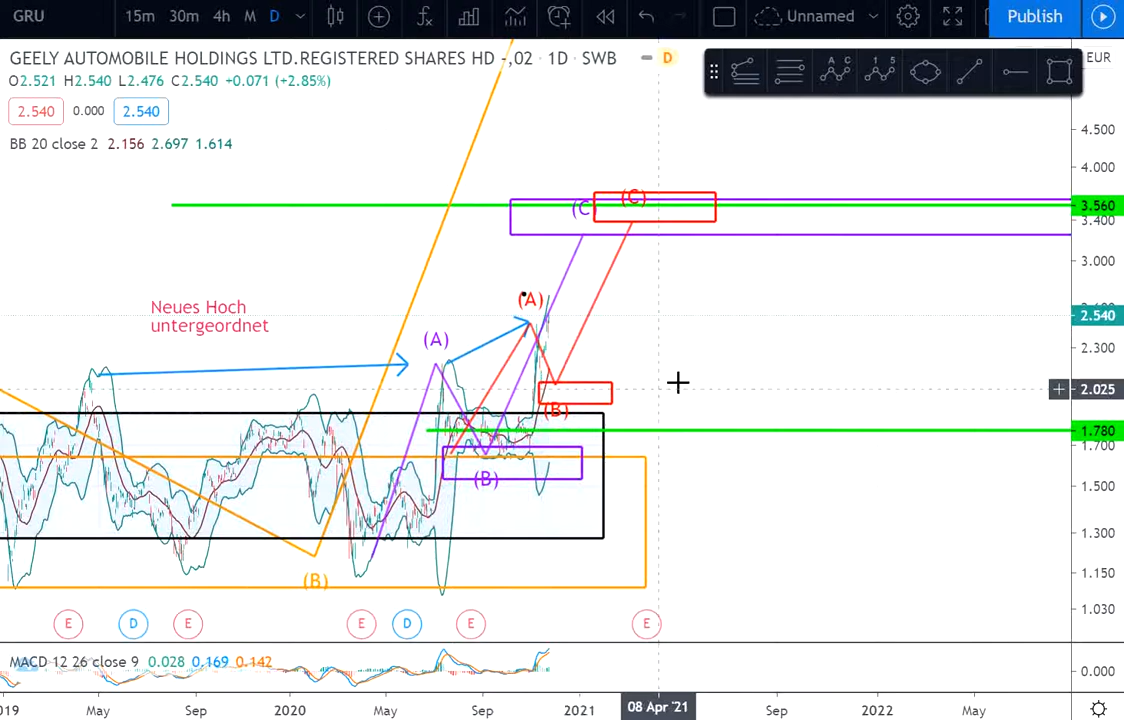 GRU 15m 30m 4h M D Unnamed Publish
GEELY AUTOMOBILE HOLDINGS LTD.REGISTERED SHARES HD -,02 · 1D · SWB D EUR
O2.521 H2.540 L2.476 C2.540 +0.071 (+2.85%)
A C 1 5
2.540 0.000 2.540
BB 20 close 2 2.156 2.697 1.614
4.500
4.000
(C) (C) 3.560
3.400
3.000
(A)
Neues Hoch
untergeordnet
2.540
(A)
2.300
2.025
(B)
1.780
1.700
(B)
1.500
1.300
(B)
1.150
1.030
E D E E D E E
MACD 12 26 close 9 0.028 0.169 0.142
0.000
2019 May Sep 2020 May Sep 2021 08 Apr '21 Sep 2022 May